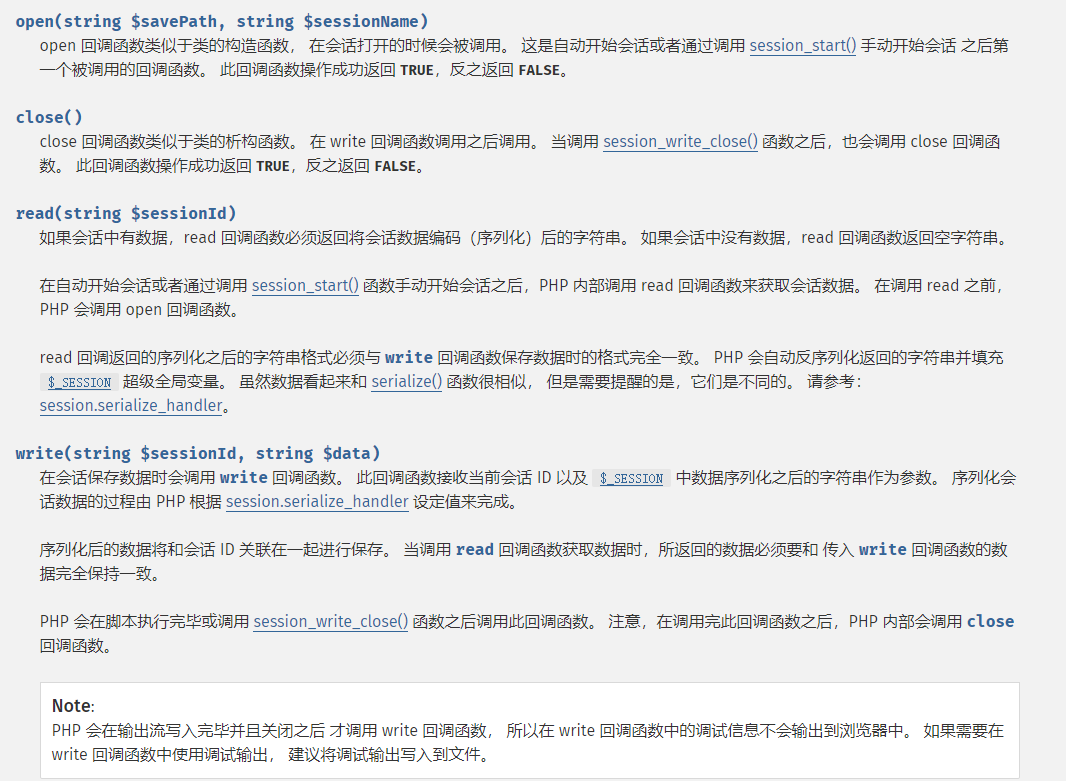 open(string $savePath, string $sessionName)
open 回调函数类似于类的构造函数， 在会话打开的时候会被调用。 这是自动开始会话或者通过调用 session_start() 手动开始会话 之后第
一个被调用的回调函数。 此回调函数操作成功返回 TRUE，反之返回 FALSE。
close()
close 回调函数类似于类的析构函数。 在 write 回调函数调用之后调用。 当调用 session_write_close() 函数之后，也会调用 close 回调函
数。 此回调函数操作成功返回 TRUE，反之返回 FALSE。
read(string $sessionId)
如果会话中有数据，read 回调函数必须返回将会话数据编码（序列化）后的字符串。 如果会话中没有数据，read 回调函数返回空字符串。
在自动开始会话或者通过调用 session_start() 函数手动开始会话之后，PHP 内部调用 read 回调函数来获取会话数据。 在调用 read 之前，
PHP 会调用 open 回调函数。
read 回调返回的序列化之后的字符串格式必须与 write 回调函数保存数据时的格式完全一致。 PHP 会自动反序列化返回的字符串并填充
$_SESSION 超级全局变量。 虽然数据看起来和 serialize() 函数很相似， 但是需要提醒的是，它们是不同的。 请参考：
session.serialize_handler。
write(string $sessionId, string $data)
在会话保存数据时会调用 write 回调函数。 此回调函数接收当前会话 ID 以及 $_SESSION 中数据序列化之后的字符串作为参数。 序列化会
话数据的过程由 PHP 根据 session.serialize_handler 设定值来完成。
序列化后的数据将和会话 ID 关联在一起进行保存。 当调用 read 回调函数获取数据时，所返回的数据必须要和 传入 write 回调函数的数
据完全保持一致。
PHP 会在脚本执行完毕或调用 session_write_close() 函数之后调用此回调函数。 注意，在调用完此回调函数之后，PHP 内部会调用 close
回调函数。
Note:
PHP 会在输出流写入完毕并且关闭之后 才调用 write 回调函数， 所以在 write 回调函数中的调试信息不会输出到浏览器中。 如果需要在
write 回调函数中使用调试输出， 建议将调试输出写入到文件。